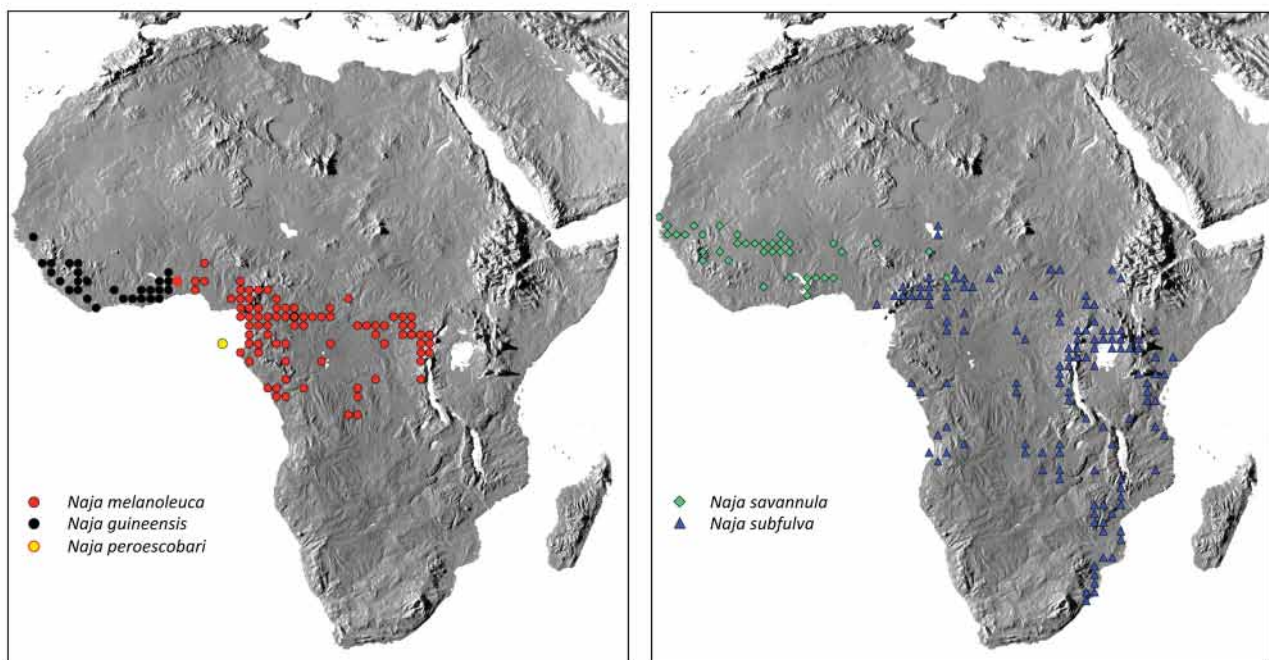 Naja melanoleuca
Naja guineensis
Naja peroescobari
Naja savannula
Naja subfulva